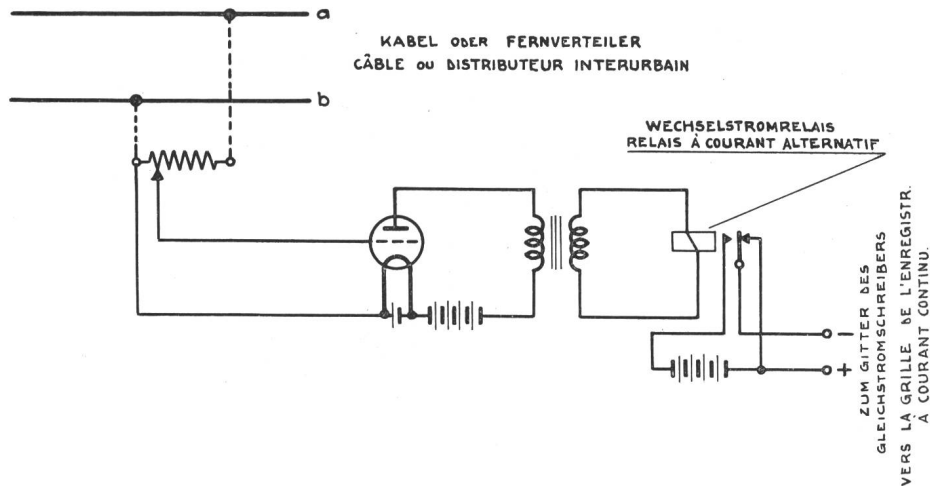 a
KABEL ODER FERNVERTEILER
CÂBLE OU DISTRIBUTEUR INTERURBAIN
b
WECHSELSTROMRELAIS
RELAIS À COURANT ALTERNATIF
−
+
ZUM GITTER DES
GLEICHSTROMSCHREIBERS
VERS LÀ GRILLE DE L'ENREGISTR.
À COURANT CONTINU.